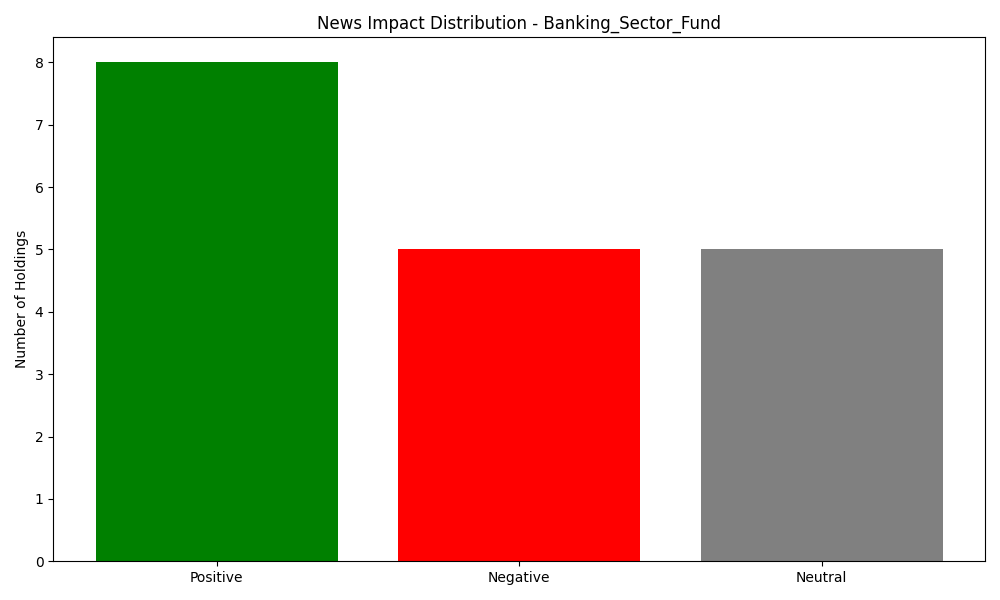 News Impact Distribution - Banking_Sector_Fund
Number of Holdings
8
7
6
5
4
3
2
1
0
Positive
Negative
Neutral